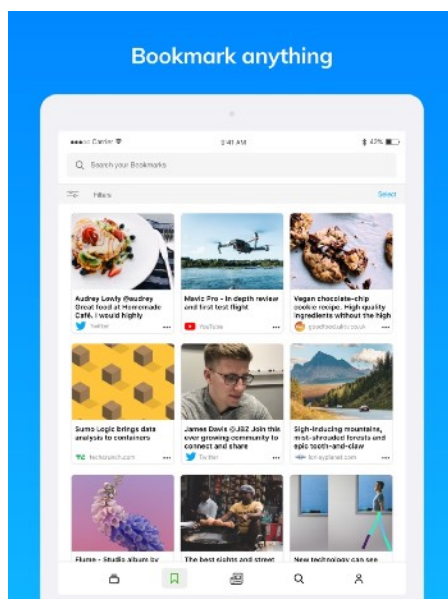 Bookmark anything
Carrier
9:41 AM
42%
Search your Bookmarks
Filters
Select
Audrey Lowly @audrey
Great food at Homemade
Café. I would highly
Twitter
Mavic Pro - In depth review
and first test flight
YouTube
Vegan chocolate-chip
cookie recipe. High quality
ingredients without the high
goodfoodguide.co.uk
Sumo Logic brings data
analysis to containers
techcrunch.com
James Davis @JBZ Join this
ever growing community to
connect and share
Twitter
Sigh-inducing mountains,
mist-shrouded forests and
epic tooth-and-claw
lonelyplanet.com
Flume - Studio album by
The best sights and street
New technology can see